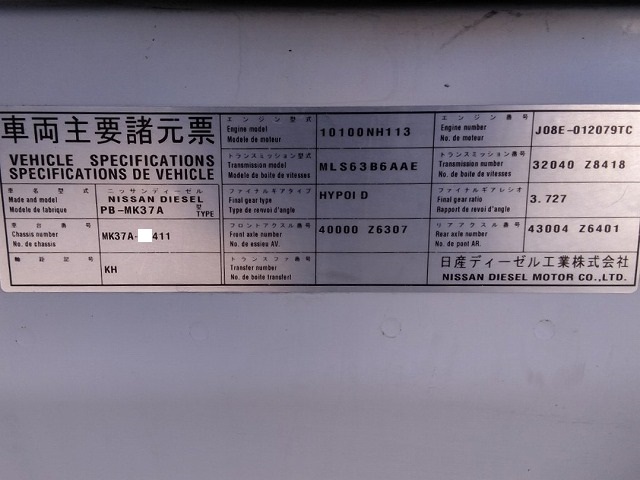 車両主要諸元票
VEHICLE SPECIFICATIONS
SPECIFICATIONS DE VEHICLE
車名型式
Made and model
Modele de fabrique
ニッサンディーゼル
NISSAN DIESEL
PB-MK37A 型 TYPE
車台番号
Chassis number
No. de chassis
MK37A- 411
軸距記号
KH
エンジン型式
Engine model
Modele de moteur
10100NH113
トランスミッション型式
Transmission model
Modele de boite de vitesses
MLS63B6AAE
ファイナルギアタイプ
Final gear type
Type de renvoi d'angle
HYPOID
フロントアクスル番号
Front axle number
No. de essieu AV.
40000 Z6307
トランスファ番号
Transfer number
No. de boite transfert
エンジン番号
Engine number
No. de moteur
J08E-012079TC
トランスミッション番号
Transmission number
No. de boite de vitesses
32040 Z8418
ファイナルギアレシオ
Final gear ratio
Rapport de renvoi d'angle
3.727
リアアクスル番号
Rear axle number
No. de pont AR.
43004 Z6401
日産ディーゼル工業株式会社
NISSAN DIESEL MOTOR CO.,LTD.